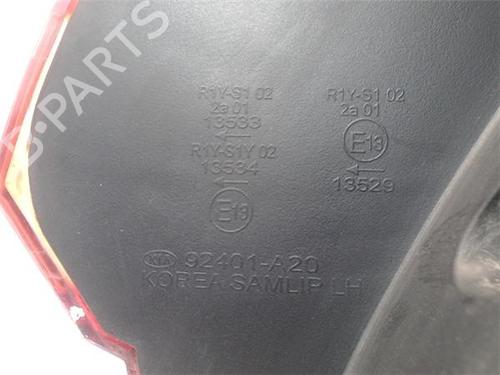 B-PARTS
R1Y-S1 02
2a 01
13533
R1Y-S1Y 02
13534
E13
R1Y-S1 02
2a 01
E13
13529
KIA 92401-A20
KOREA SAMLIP LH